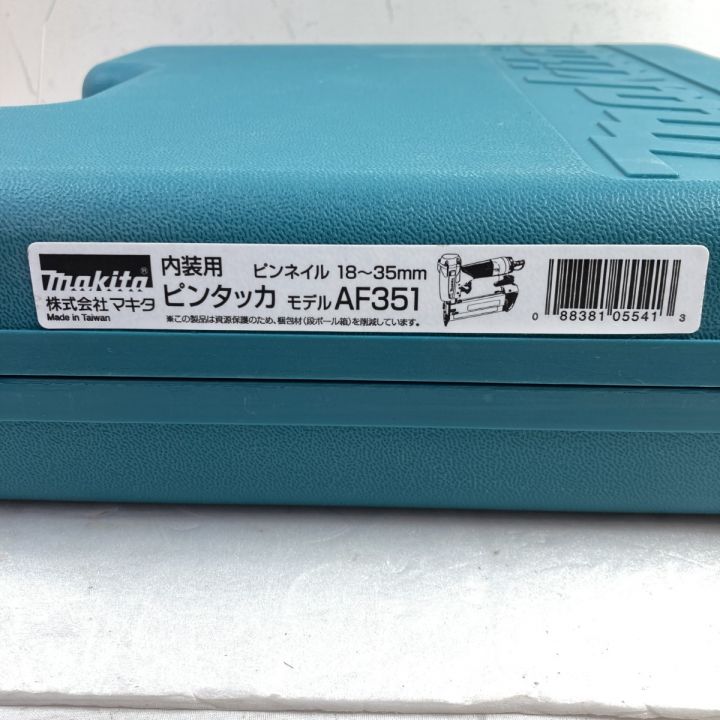 makita
makita®
株式会社マキタ
Made in Taiwan
内装用 ピンネイル 18～35mm
ピンタッカ モデル AF351
※この製品は資源保護のため、梱包材(段ボール箱)を削減しています。
0 88381 05541 3